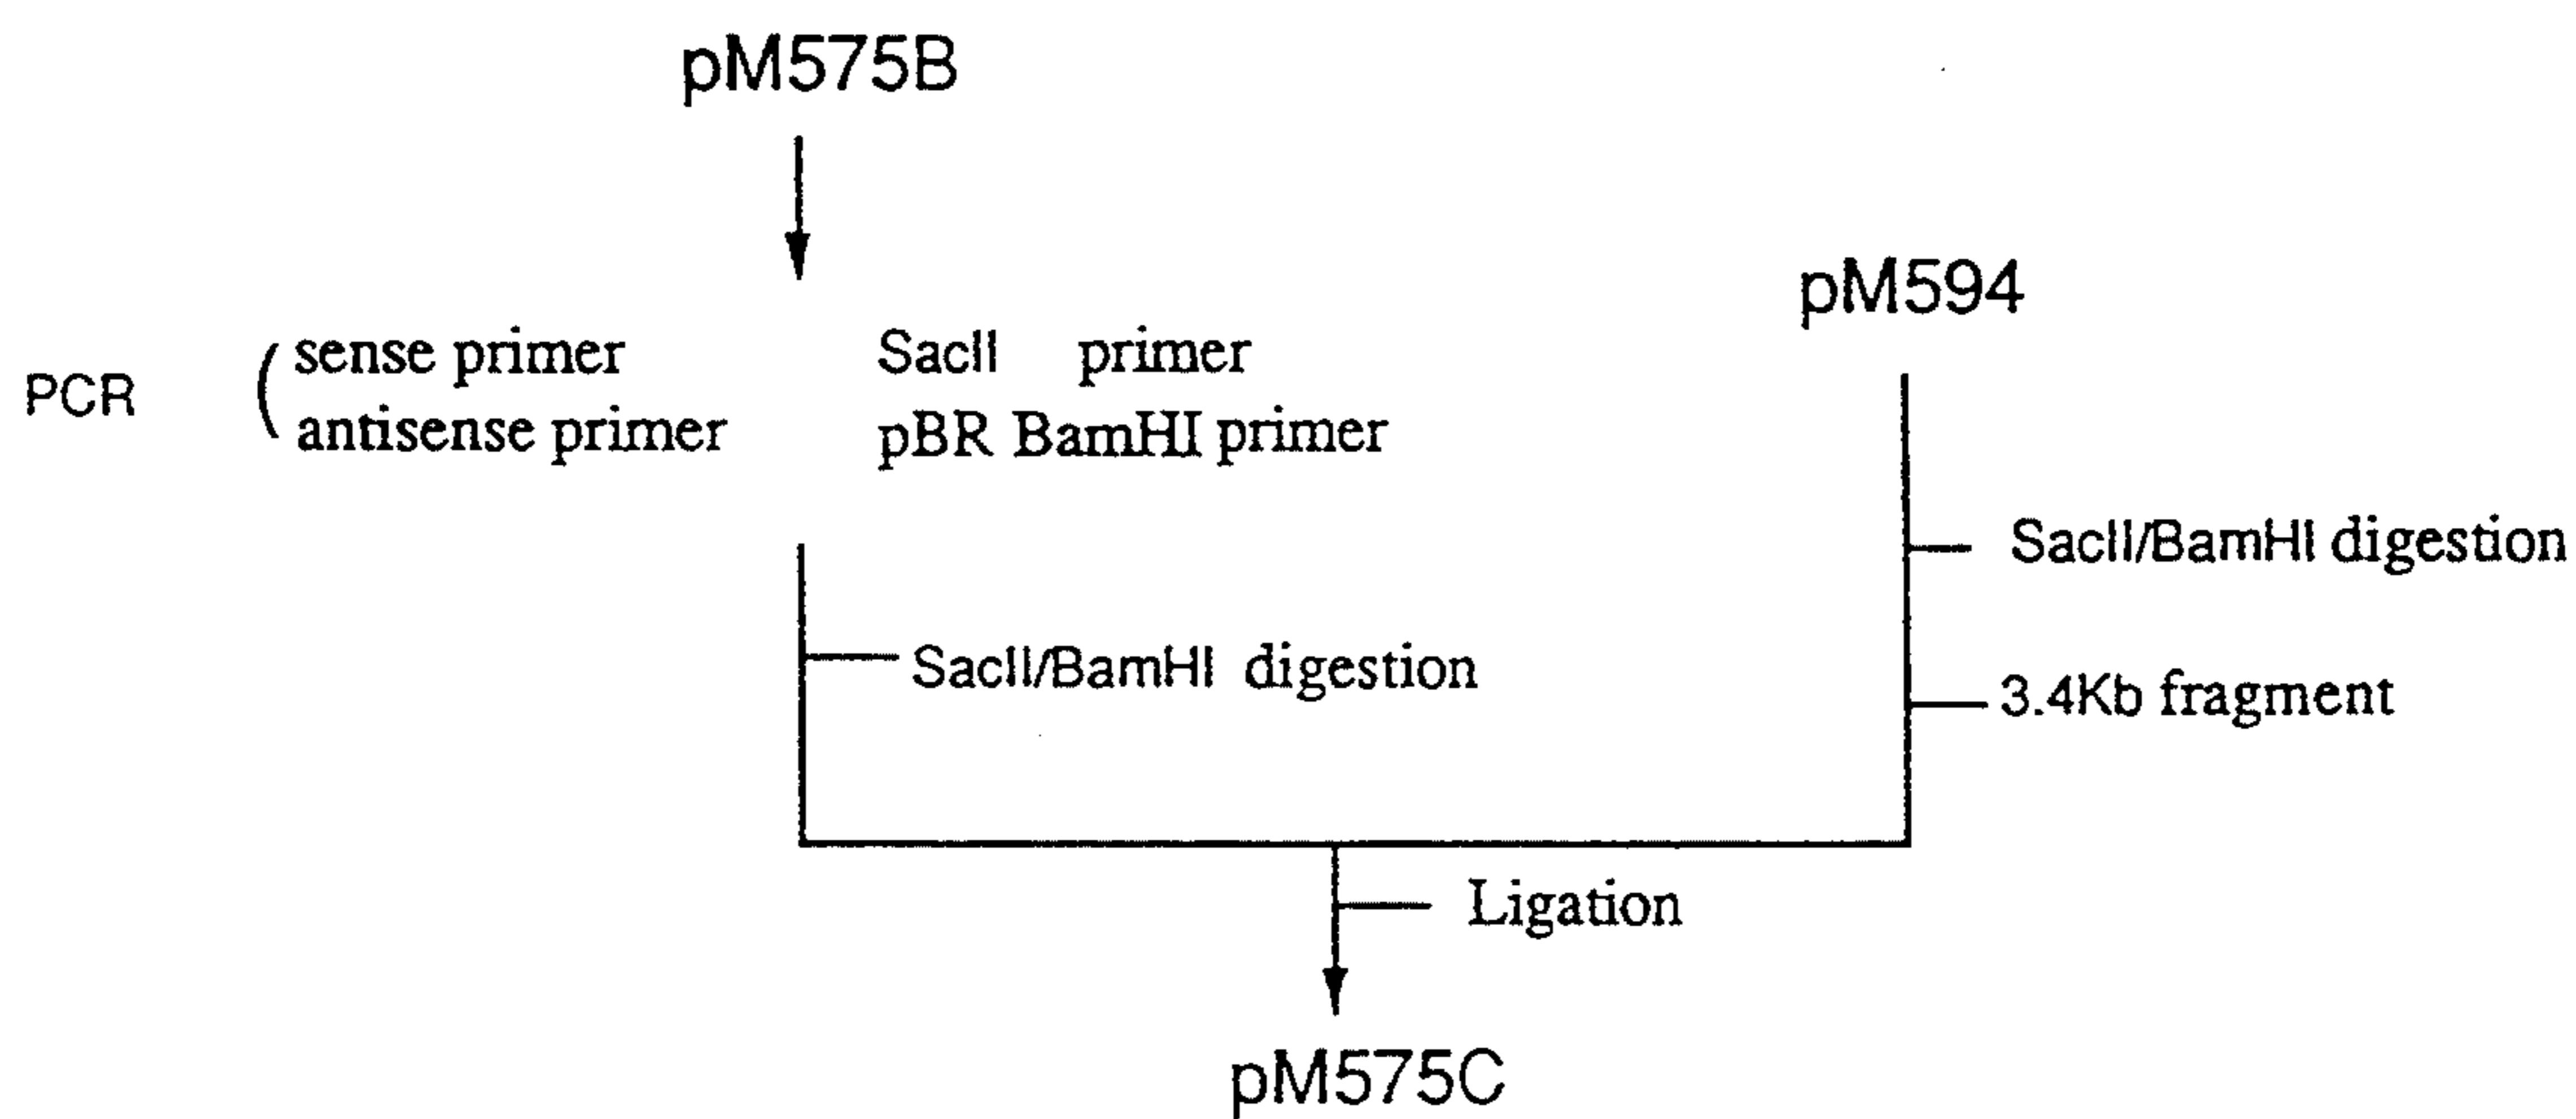 pM575B
pM594
PCR ( sense primer SacII primer
antisense primer pBR BamHI primer
SacII/BamHI digestion
SacII/BamHI digestion
3.4Kb fragment
Ligation
pM575C